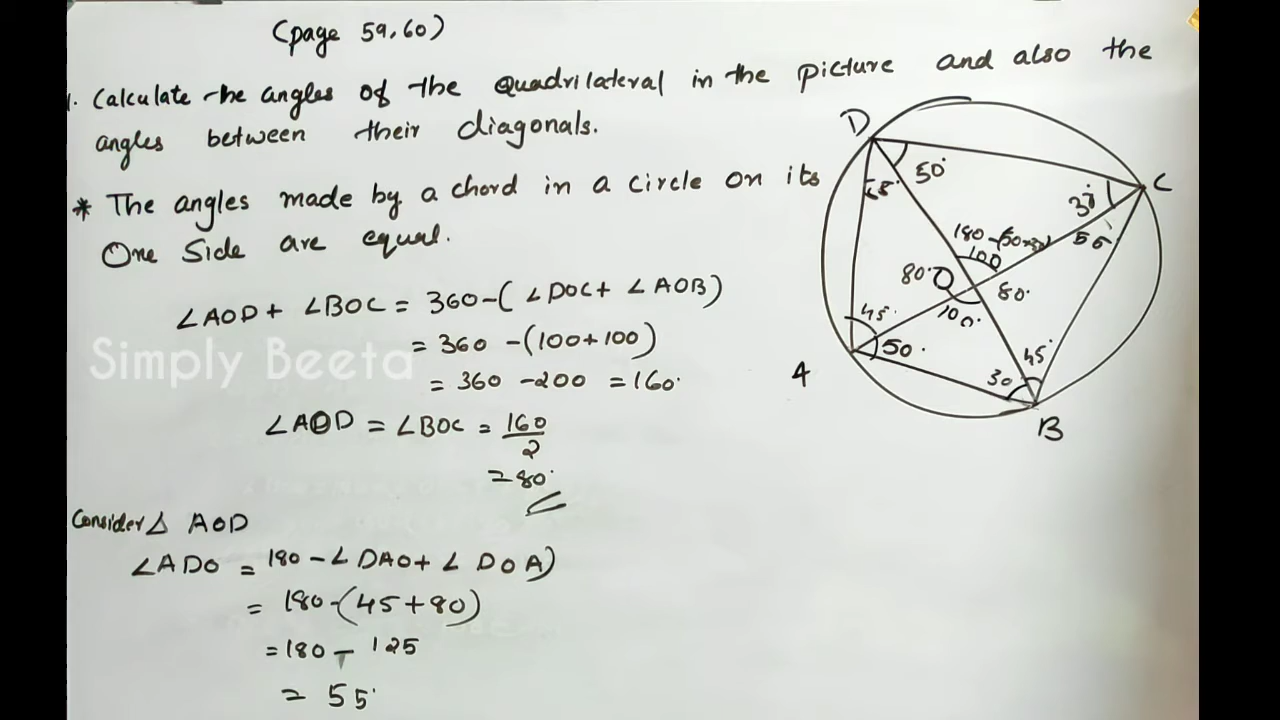 (page 59,60)
1. Calculate the angles of the Quadrilateral in the picture and also the
angles between their diagonals.
* The angles made by a chord in a circle on its
One side are equal.
∠AOD + ∠BOC = 360-(∠DOC + ∠AOB)
= 360 -(100+100)
= 360 -200 = 160°
∠AOD = ∠BOC = 160/2
= 80°
Consider △ AOD
∠ADO = 180 -∠DAO + ∠DOA)
= 180-(45+80)
= 180 - 125
= 55°
Simply Beeta
D
50°
C
30°
55
100
80°
O
80°
100°
45°
50°
A
45°
30
B